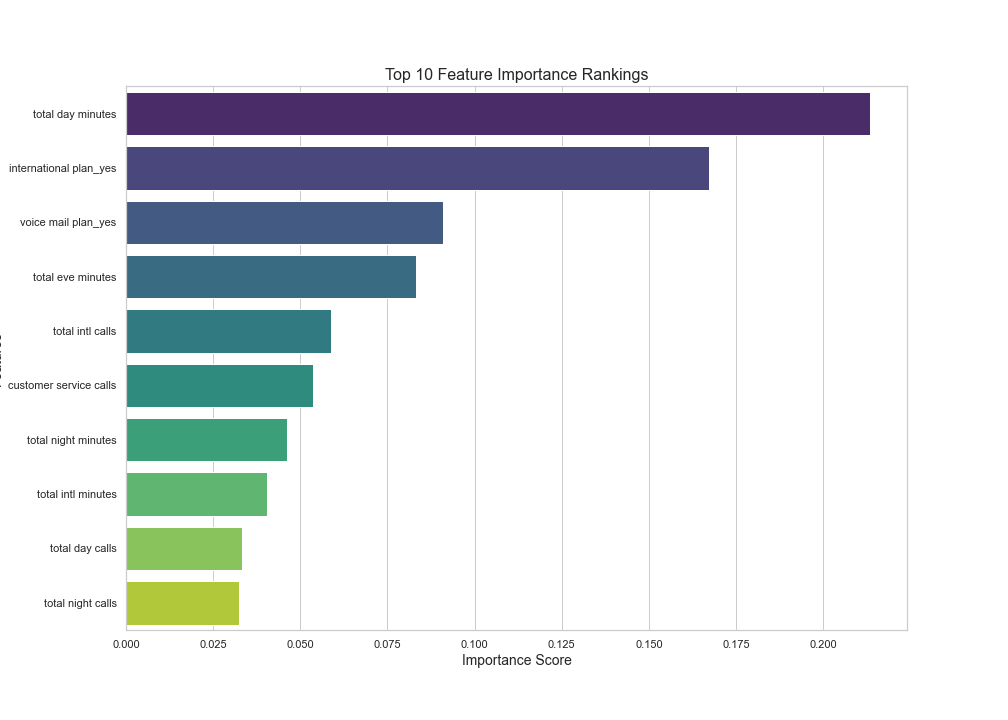 Top 10 Feature Importance Rankings
total day minutes
international plan_yes
voice mail plan_yes
total eve minutes
total intl calls
customer service calls
total night minutes
total intl minutes
total day calls
total night calls
0.000 0.025 0.050 0.075 0.100 0.125 0.150 0.175 0.200
Importance Score